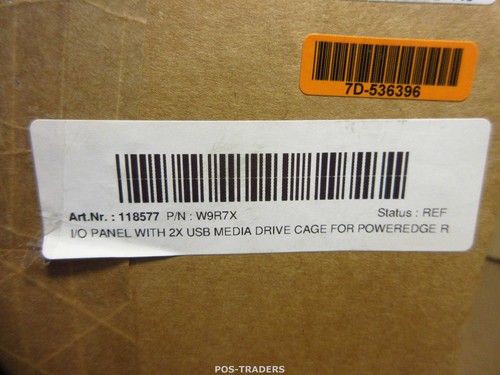 7D-536396
Art.Nr. : 118577 P/N : W9R7X Status : REF
I/O PANEL WITH 2X USB MEDIA DRIVE CAGE FOR POWEREDGE R
POS-TRADERS